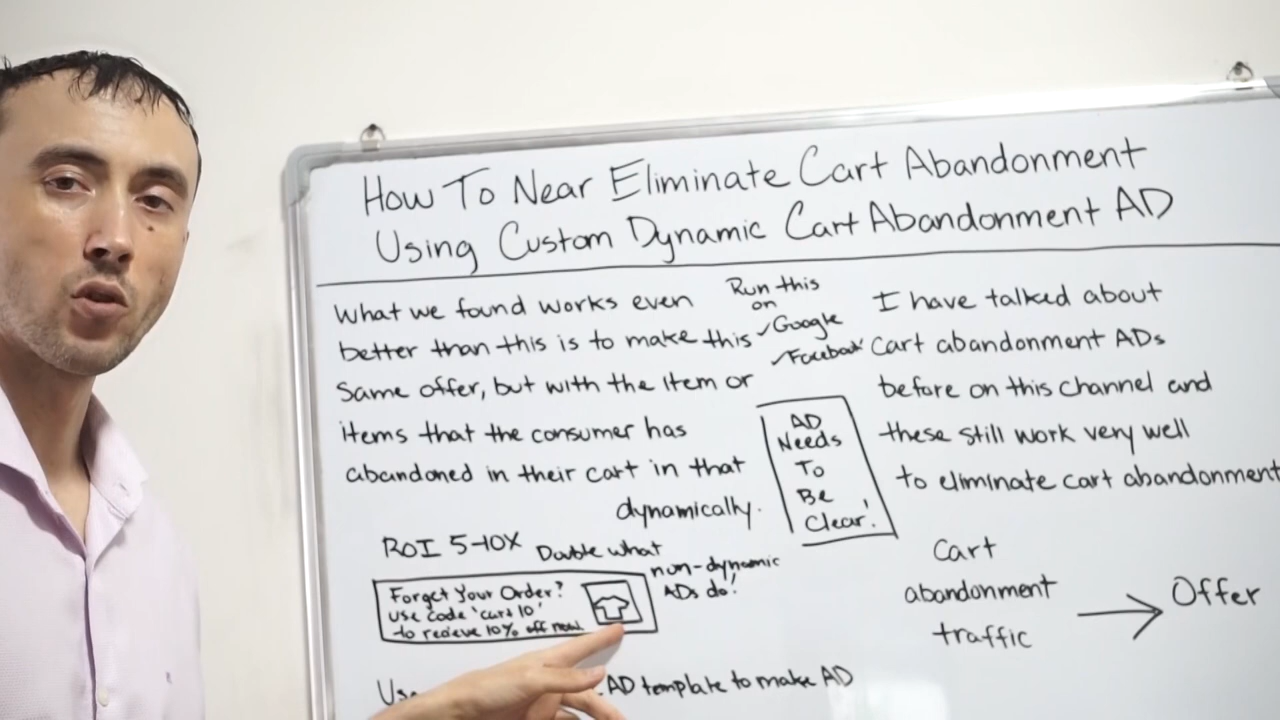 How To Near Eliminate Cart Abandonment
Using Custom Dynamic Cart Abandonment AD
What we found works even
better than this is to make this
Same offer, but with the item or
items that the consumer has
abandoned in their cart in that
dynamically.
Run this
on
✓Google
✓Facebook
I have talked about
Cart abandonment ADs
before on this channel and
these still work very well
to eliminate cart abandonment
AD
Needs
To
Be
Clear!
ROI 5-10X
Double what
non-dynamic
ADs do!
Forget Your Order?
use code 'cart 10'
to recieve 10% off
Cart
abandonment
traffic
→ Offer
AD template to make AD